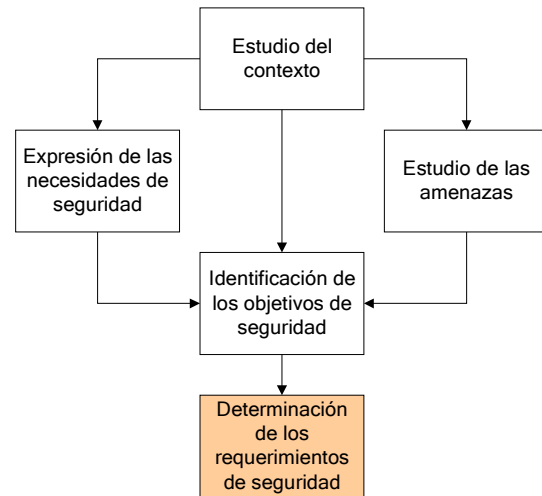 Estudio del
contexto
Expresión de las
necesidades de
seguridad
Estudio de las
amenazas
Identificación de
los objetivos de
seguridad
Determinación
de los
requerimientos
de seguridad